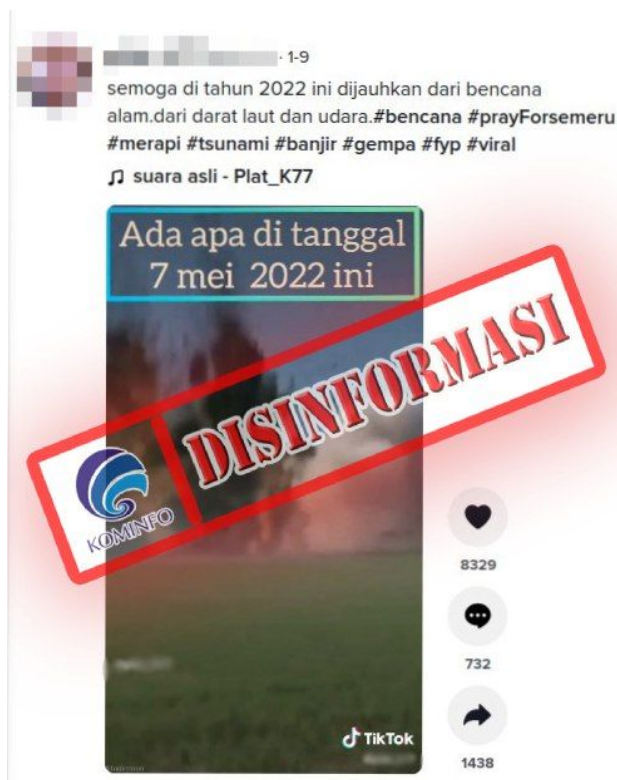 · 1-9
semoga di tahun 2022 ini dijauhkan dari bencana
alam.dari darat laut dan udara.#bencana #prayForsemeru
#merapi #tsunami #banjir #gempa #fyp #viral
suara asli - Plat_K77
Ada apa di tanggal
7 mei 2022 ini
DISINFORMASI
KOMINFO
8329
732
1438
TikTok